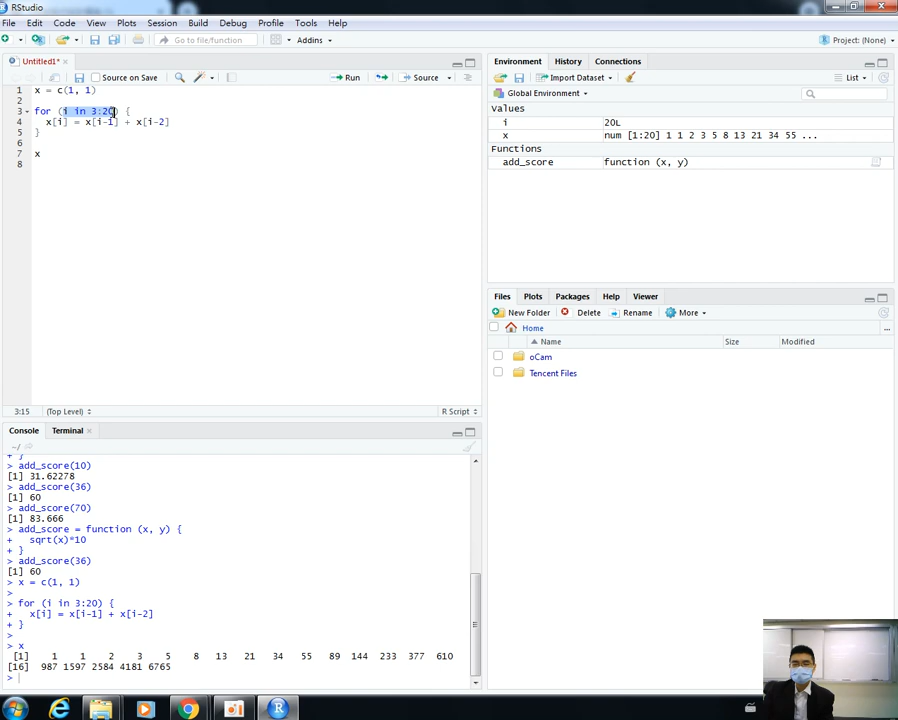 RStudio
File Edit Code View Plots Session Build Debug Profile Tools Help
Go to file/function Addins Project: (None)
Untitled1*
Source on Save Run Source
1 x = c(1, 1)
2
3 for (i in 3:20) {
4 x[i] = x[i-1] + x[i-2]
5 }
6
7 x
8
3:15 (Top Level) R Script
Console Terminal
~/
+ }
> add_score(10)
[1] 31.62278
> add_score(36)
[1] 60
> add_score(70)
[1] 83.666
> add_score = function (x, y) {
+ sqrt(x)*10
+ }
> add_score(36)
[1] 60
> x = c(1, 1)
>
> for (i in 3:20) {
+ x[i] = x[i-1] + x[i-2]
+ }
>
> x
[1] 1 1 2 3 5 8 13 21 34 55 89 144 233 377 610
[16] 987 1597 2584 4181 6765
>
Environment History Connections
Import Dataset List
Global Environment
Values
i 20L
x num [1:20] 1 1 2 3 5 8 13 21 34 55 ...
Functions
add_score function (x, y)
Files Plots Packages Help Viewer
New Folder Delete Rename More
Home ...
Name Size Modified
oCam
Tencent Files